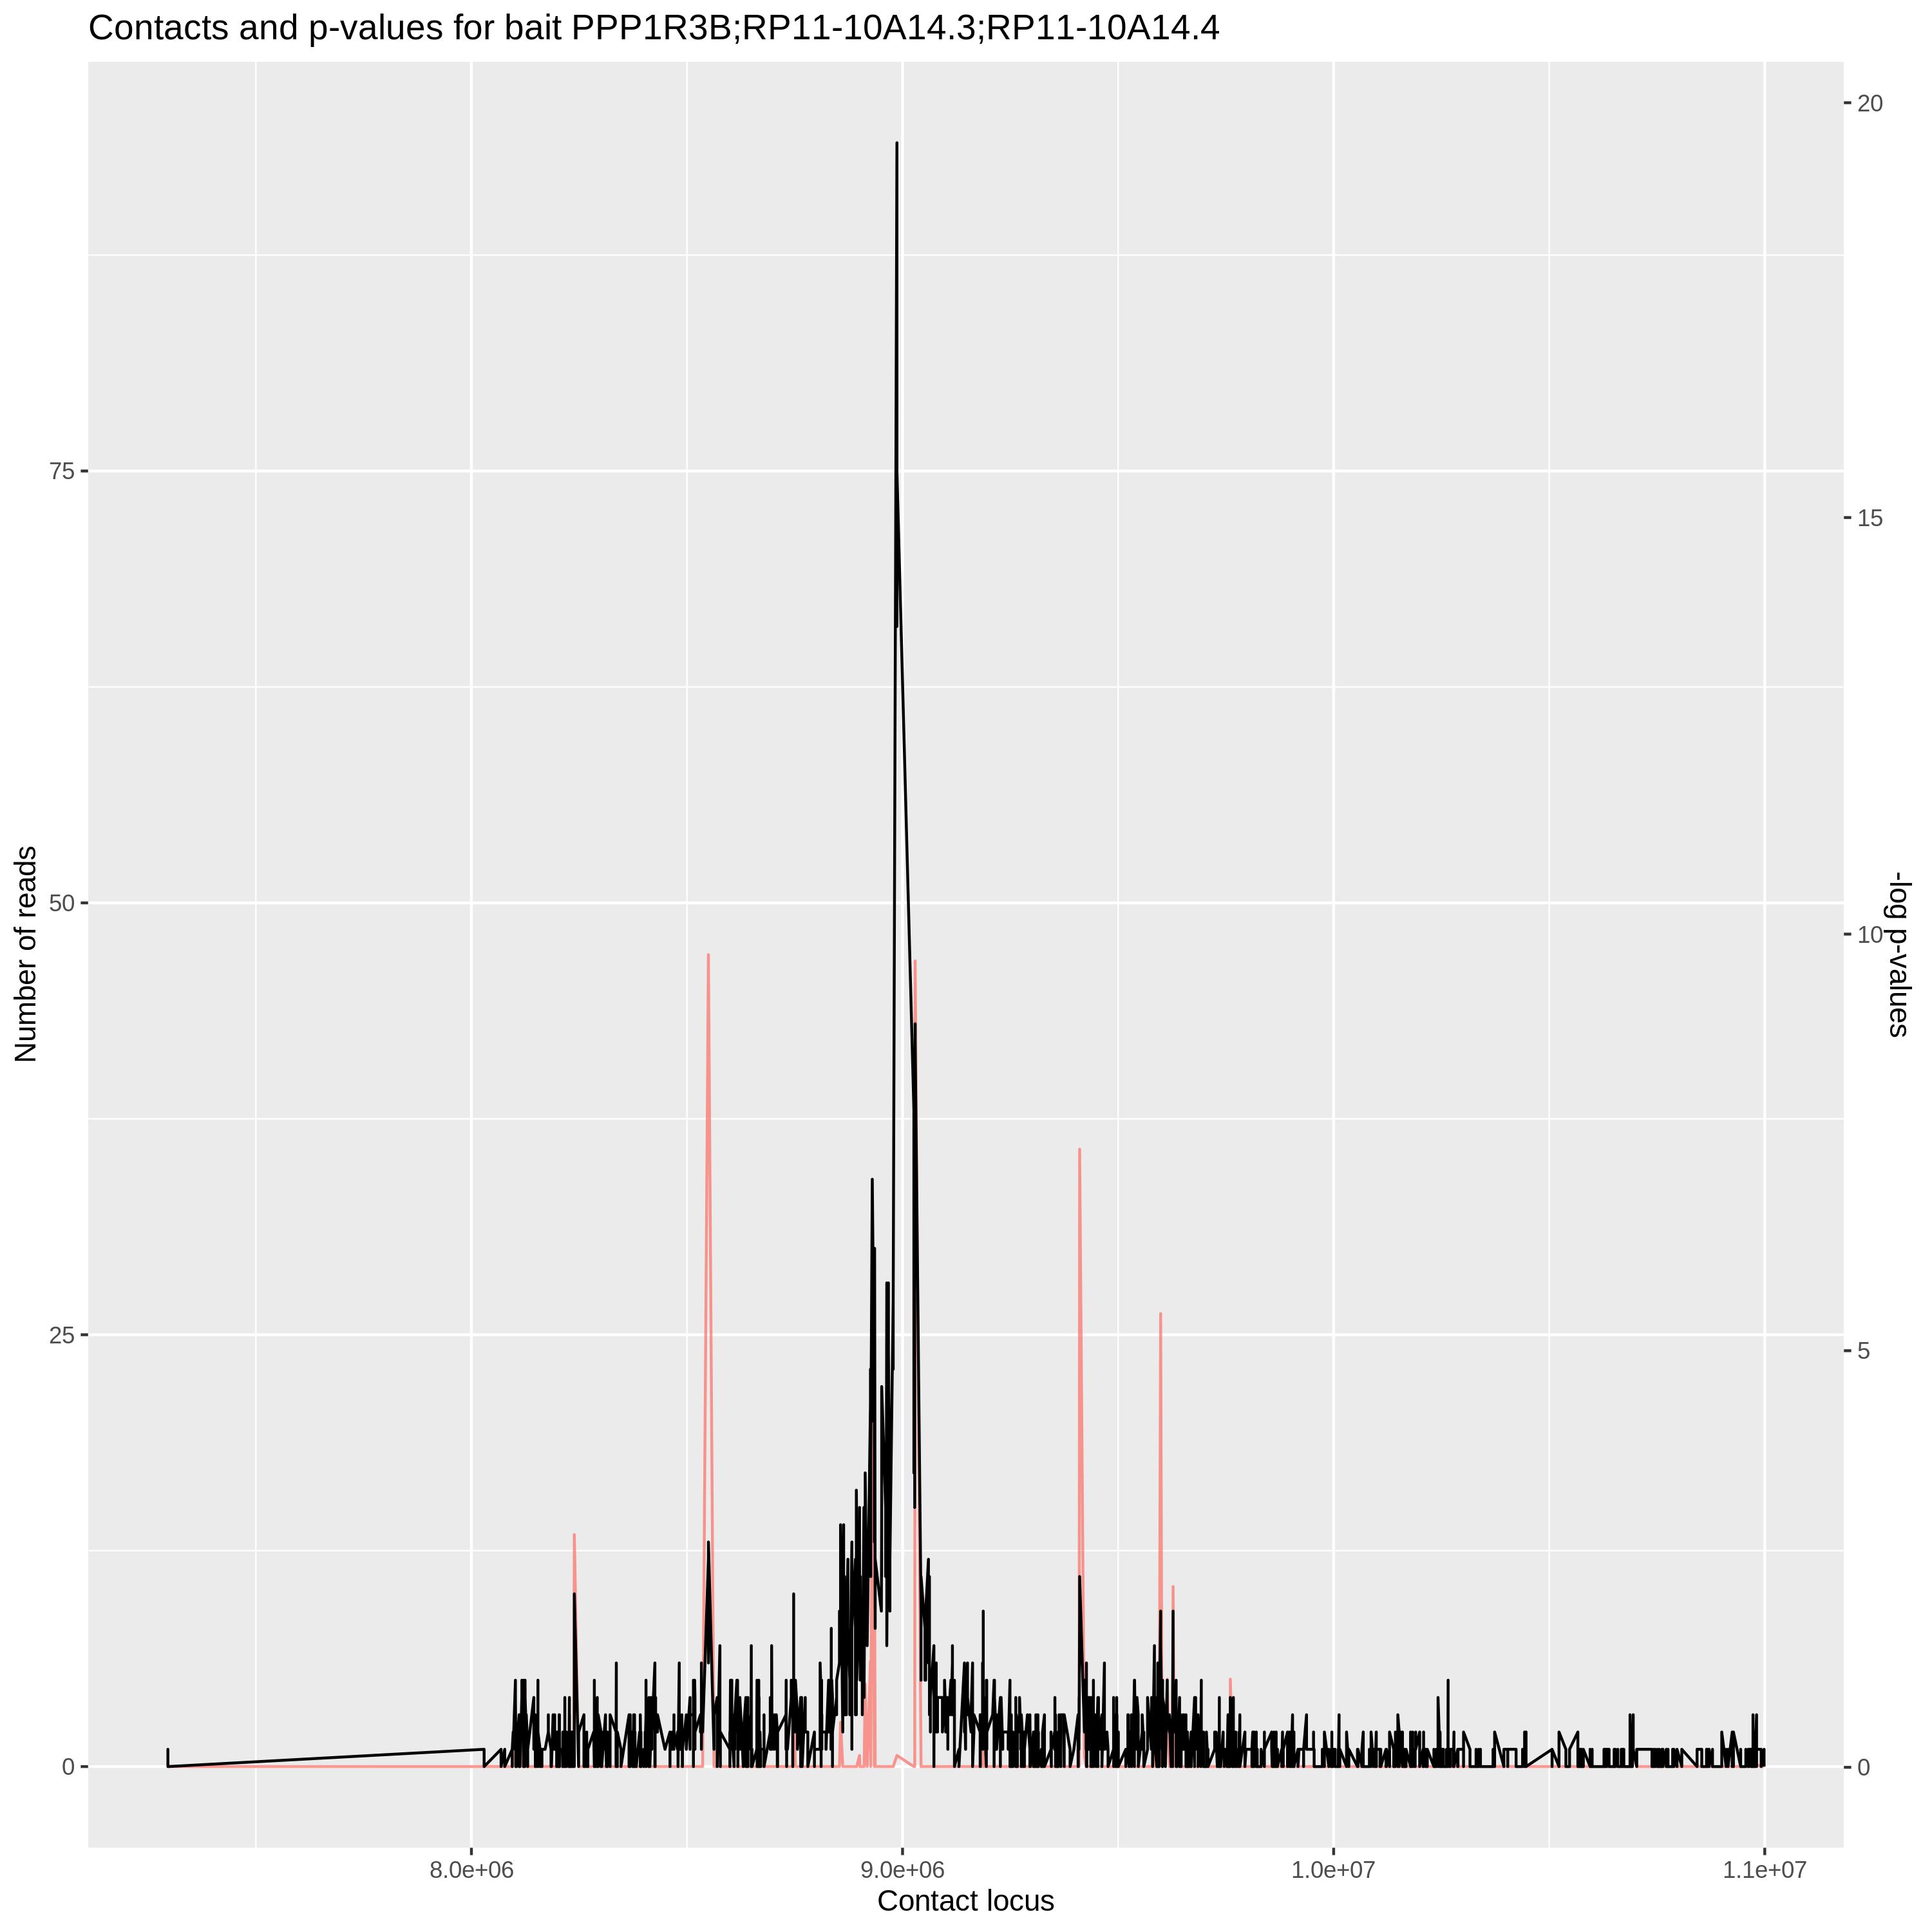 Contacts and p-values for bait PPP1R3B;RP11-10A14.3;RP11-10A14.4
Number of reads
75
50
25
0
20
15
10
5
0
-log p-values
8.0e+06
9.0e+06
1.0e+07
1.1e+07
Contact locus